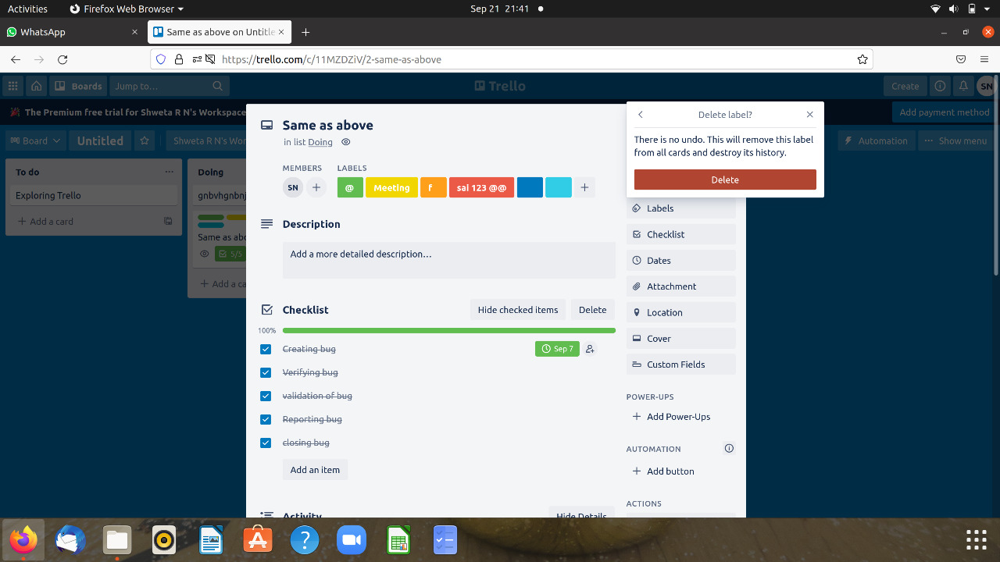 Activities
Firefox Web Browser
Sep 21 21:41
WhatsApp
Same as above on Untitle
https://trello.com/c/11MZDZiV/2-same-as-above
Boards
Jump to…
Trello
Create
SN
The Premium free trial for Shweta R N's Workspace
Add payment method
Board
Untitled
Shweta R N's Wor
Automation
Show menu
To do
Exploring Trello
Add a card
Doing
gnbvhgnbnj
Same as abo
5/5
Add a ca
Same as above
in list Doing
MEMBERS
LABELS
SN
@
Meeting
f
sai 123 @@
Description
Add a more detailed description…
Checklist
Hide checked items
Delete
100%
Creating bug
Sep 7
Verifying bug
validation of bug
Reporting bug
closing bug
Add an item
Activity
Hide Details
Delete label?
There is no undo. This will remove this label
from all cards and destroy its history.
Delete
Labels
Checklist
Dates
Attachment
Location
Cover
Custom Fields
POWER-UPS
Add Power-Ups
AUTOMATION
Add button
ACTIONS